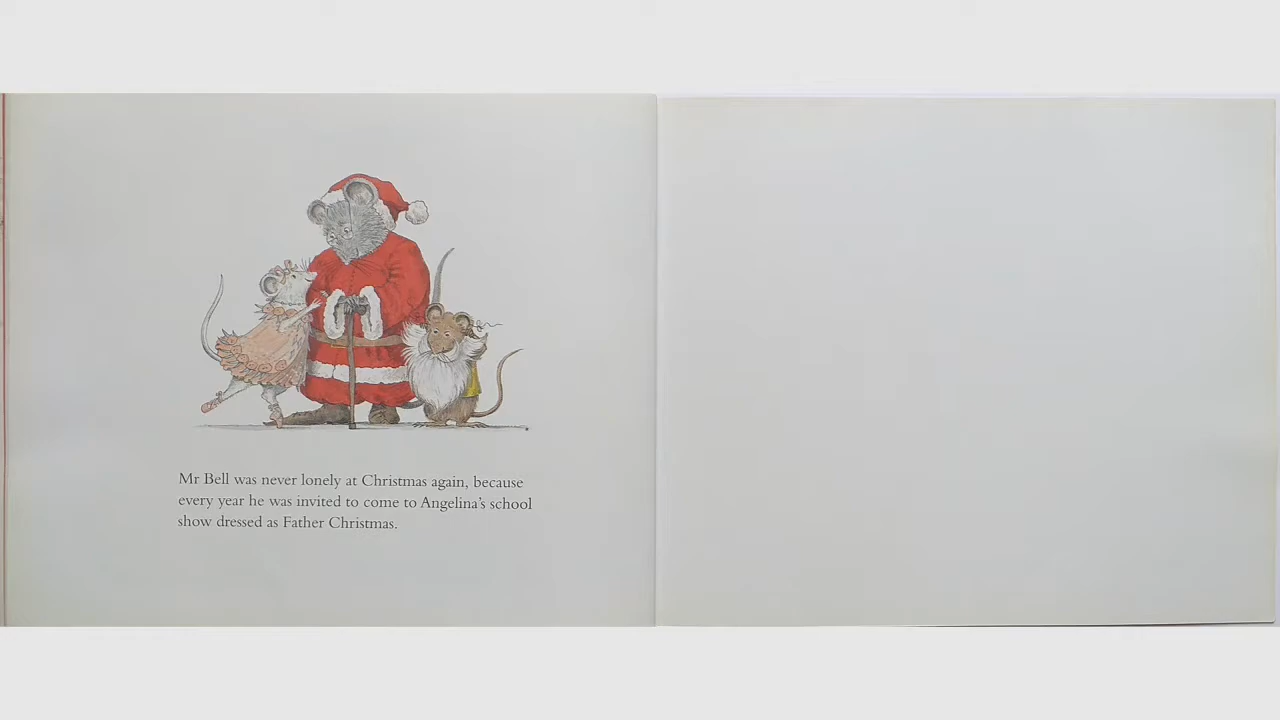 Mr Bell was never lonely at Christmas again, because
every year he was invited to come to Angelina's school
show dressed as Father Christmas.